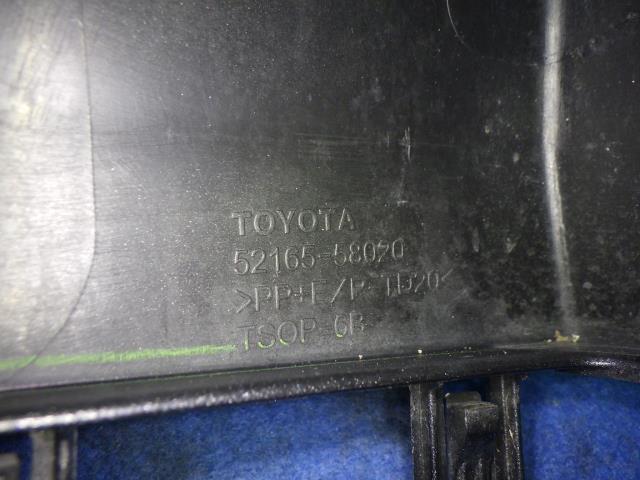 TOYOTA
52165-58020
>PP+E/P-TD20<
TSOP-6B